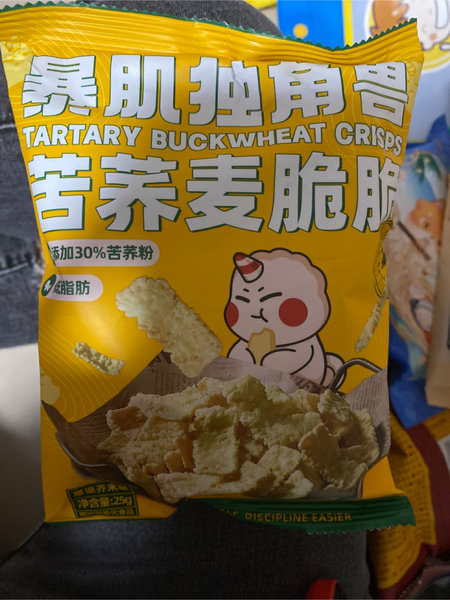 暴肌独角兽
TARTARY BUCKWHEAT CRISPS
苦荞麦脆脆
添加30%苦荞粉
低脂肪
净含量:25g
DISCIPLINE EASIER